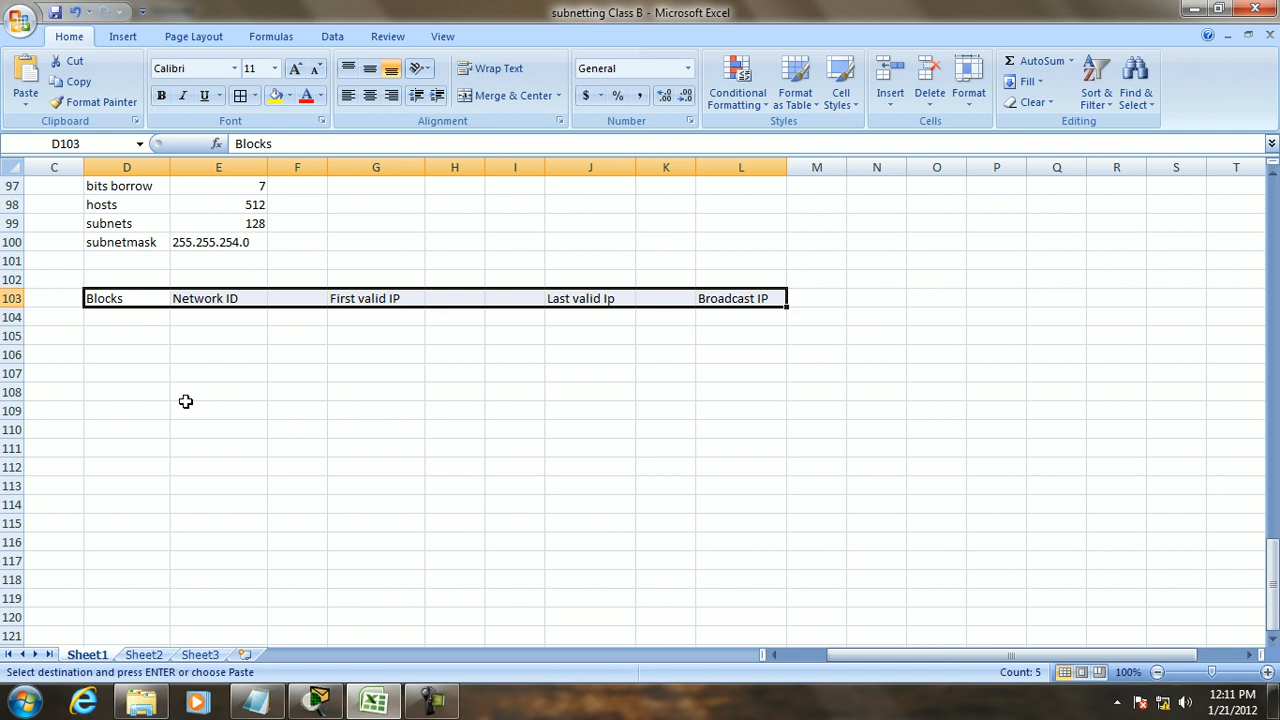 subnetting Class B - Microsoft Excel
Home Insert Page Layout Formulas Data Review View
Paste Cut Copy Format Painter
Clipboard
Calibri 11
B I U A
Font
Wrap Text
Merge & Center
Alignment
General
$ % ,
Number
Conditional Formatting
Format as Table
Cell Styles
Styles
Insert Delete Format
Cells
Σ AutoSum
Fill
Clear
Sort & Filter
Find & Select
Editing
D103 fx Blocks
C D E F G H I J K L M N O P Q R S T
97 bits borrow 7
98 hosts 512
99 subnets 128
100 subnetmask 255.255.254.0
101
102
103 Blocks Network ID First valid IP Last valid Ip Broadcast IP
104
105
106
107
108
109
110
111
112
113
114
115
116
117
118
119
120
121
Sheet1 Sheet2 Sheet3
Select destination and press ENTER or choose Paste Count: 5 100%
12:11 PM
1/21/2012